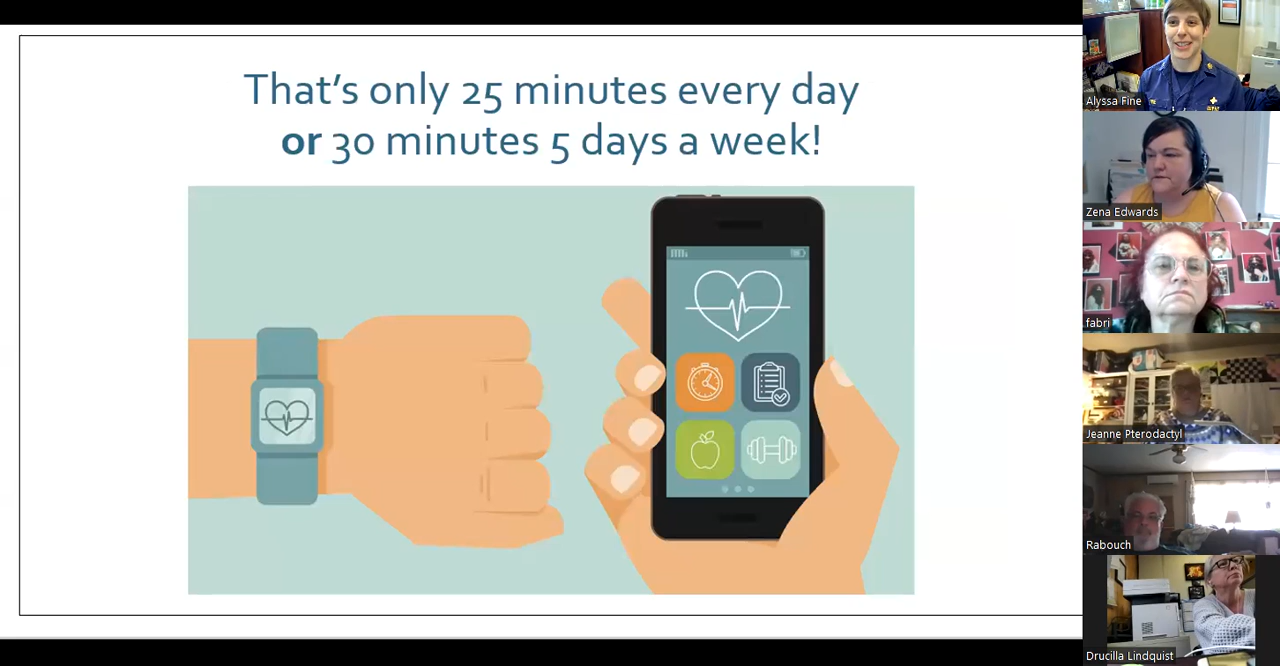 That's only 25 minutes every day
or 30 minutes 5 days a week!
Alyssa Fine
Zena Edwards
fabri
Jeanne Pterodactyl
Rabouch
Drucilla Lindquist